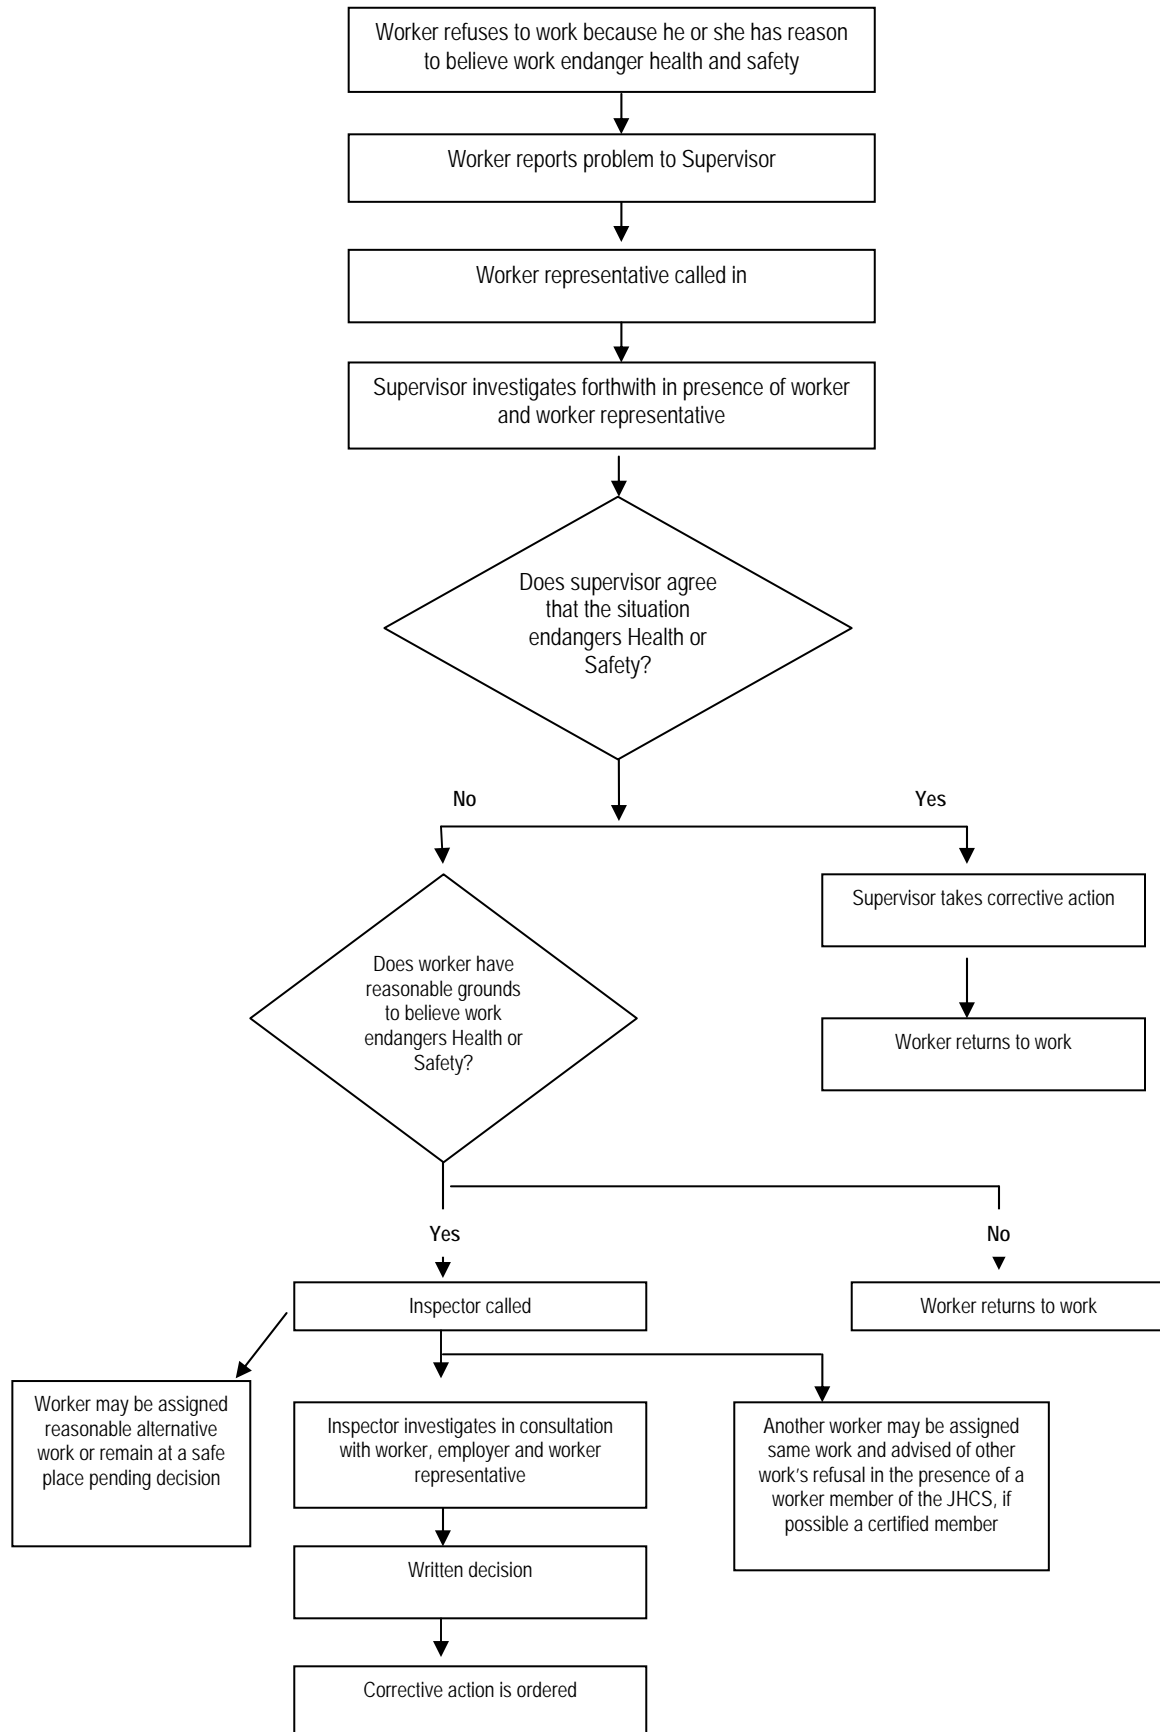 Worker refuses to work because he or she has reason
to believe work endanger health and safety
Worker reports problem to Supervisor
Worker representative called in
Supervisor investigates forthwith in presence of worker
and worker representative
Does supervisor agree
that the situation
endangers Health or
Safety?
No
Yes
Supervisor takes corrective action
Worker returns to work
Does worker have
reasonable grounds
to believe work
endangers Health or
Safety?
Yes
No
Inspector called
Worker returns to work
Worker may be assigned
reasonable alternative
work or remain at a safe
place pending decision
Inspector investigates in consultation
with worker, employer and worker
representative
Another worker may be assigned
same work and advised of other
work's refusal in the presence of a
worker member of the JHCS, if
possible a certified member
Written decision
Corrective action is ordered